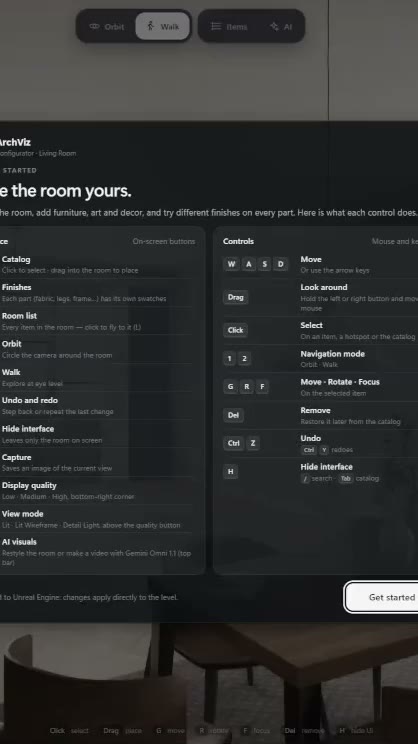 Orbit Walk Items AI
ArchViz
onfigurator · Living Room
STARTED
e the room yours.
he room, add furniture, art and decor, and try different finishes on every part. Here is what each control does.
ce On-screen buttons
Catalog
Click to select · drag into the room to place
Finishes
Each part (fabric, legs, frame...) has its own swatches
Room list
Every item in the room — click to fly to it (L)
Orbit
Circle the camera around the room
Walk
Explore at eye level
Undo and redo
Step back or repeat the last change
Hide interface
Leaves only the room on screen
Capture
Saves an image of the current view
Display quality
Low · Medium · High, bottom-right corner
View mode
Lit · Lit Wireframe · Detail Light, above the quality button
AI visuals
Restyle the room or make a video with Gemini Omni 1.1 (top
bar)
Controls Mouse and ke
W A S D Move
Or use the arrow keys
Drag Look around
Hold the left or right button and mov
mouse
Click Select
On an item, a hotspot or the catalog
1 2 Navigation mode
Orbit · Walk
G R F Move · Rotate · Focus
On the selected item
Del Remove
Restore it later from the catalog
Ctrl Z Undo
Ctrl Y redoes
H Hide interface
/ search · Tab catalog
d to Unreal Engine: changes apply directly to the level.
Get started
Click select Drag place G move R rotate F focus Del remove H hide UI